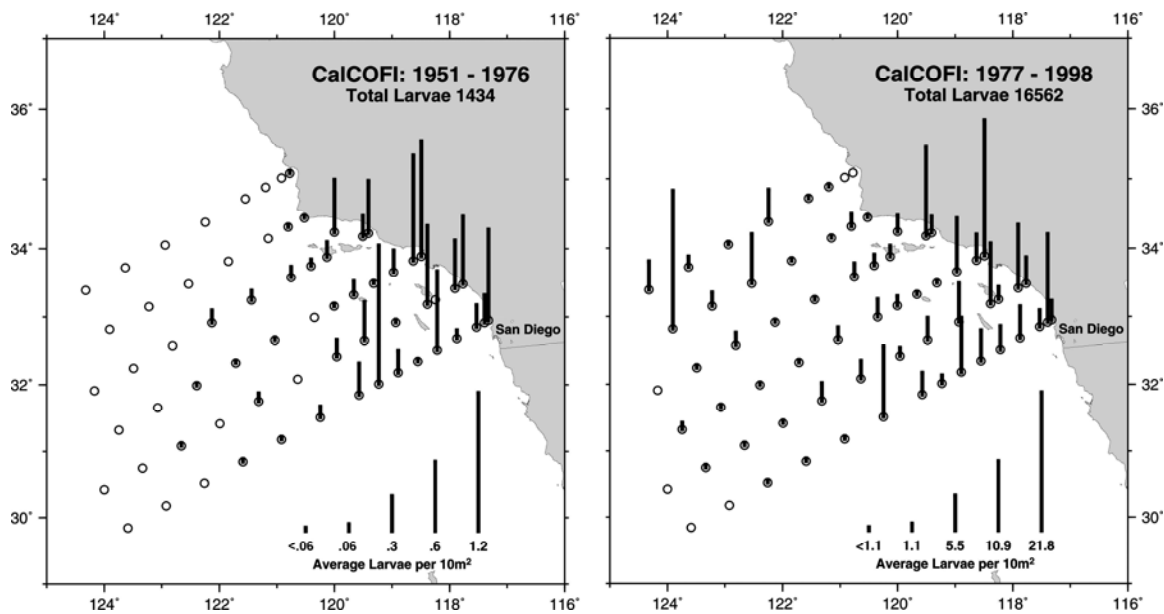 124˚ 122˚ 120˚ 118˚ 116˚
CalCOFI: 1951 - 1976
Total Larvae 1434
36˚
34˚
San Diego
32˚
30˚
<.06 .06 .3 .6 1.2
Average Larvae per 10m²
124˚ 122˚ 120˚ 118˚ 116˚
124˚ 122˚ 120˚ 118˚ 116˚
CalCOFI: 1977 - 1998
Total Larvae 16562
36˚
34˚
San Diego
32˚
30˚
<1.1 1.1 5.5 10.9 21.8
Average Larvae per 10m²
124˚ 122˚ 120˚ 118˚ 116˚